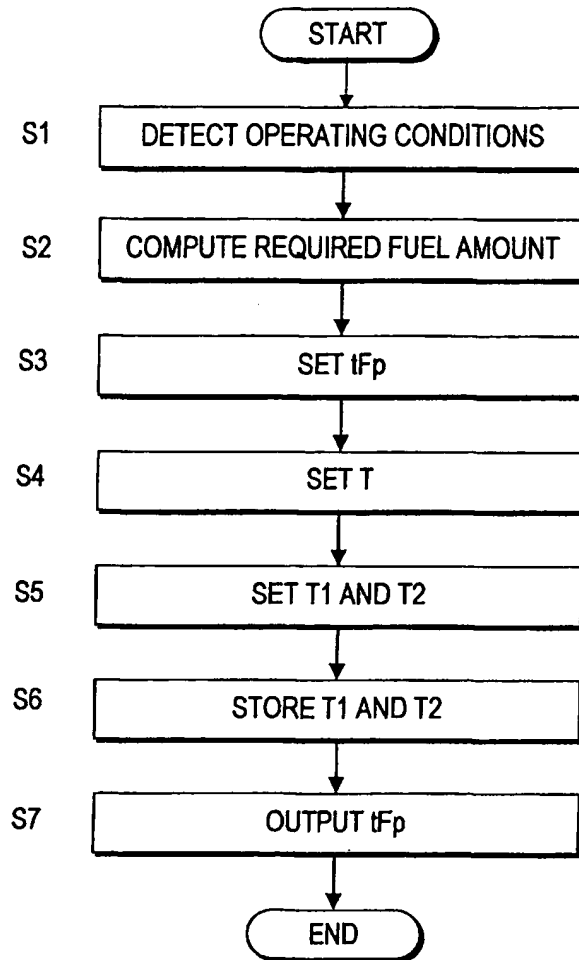 START
S1 DETECT OPERATING CONDITIONS
S2 COMPUTE REQUIRED FUEL AMOUNT
S3 SET tFp
S4 SET T
S5 SET T1 AND T2
S6 STORE T1 AND T2
S7 OUTPUT tFp
END